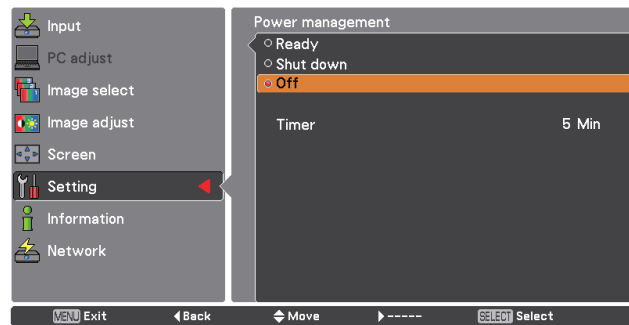 Input
PC adjust
Image select
Image adjust
Screen
Setting
Information
Network
Power management
Ready
Shut down
Off
Timer 5 Min
MENU Exit Back Move ----- SELECT Select